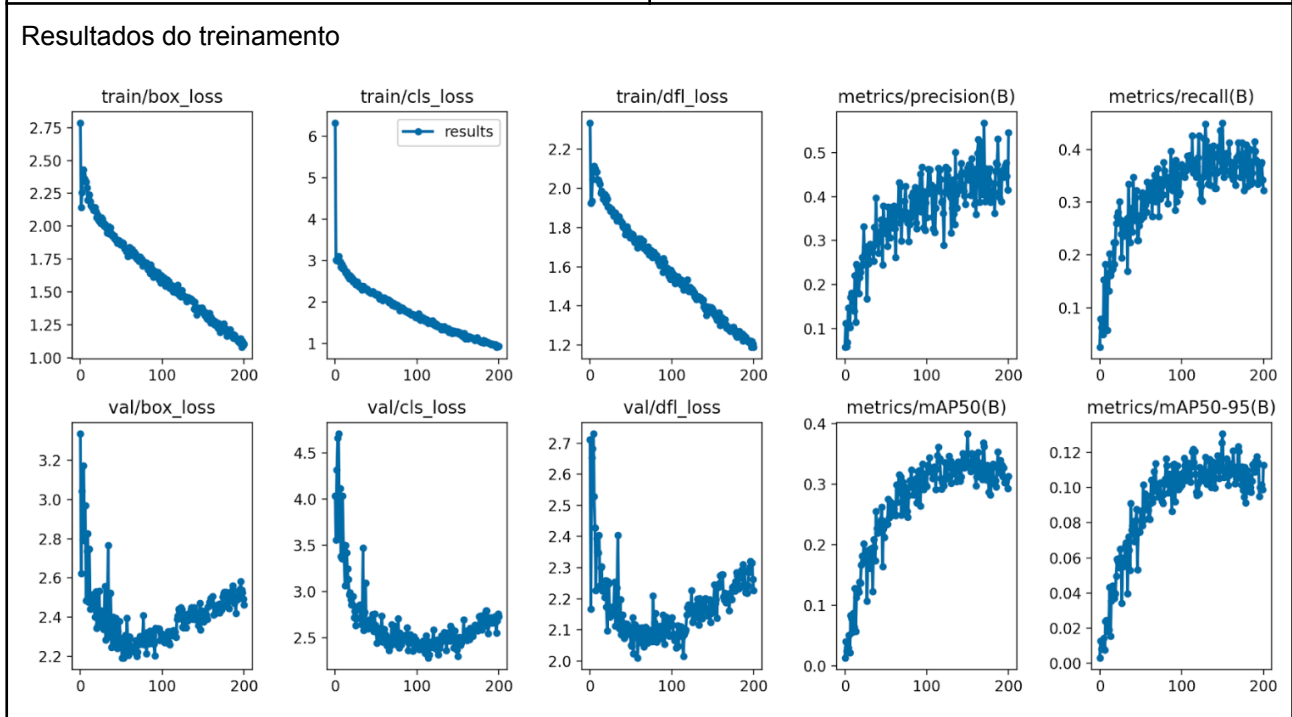 Resultados do treinamento
train/box_loss
train/cls_loss
train/dfl_loss
metrics/precision(B)
metrics/recall(B)
2.75
2.50
2.25
2.00
1.75
1.50
1.25
1.00
0 100 200
results
6
5
4
3
2
1
0 100 200
2.2
2.0
1.8
1.6
1.4
1.2
0 100 200
0.5
0.4
0.3
0.2
0.1
0 100 200
0.4
0.3
0.2
0.1
0 100 200
val/box_loss
val/cls_loss
val/dfl_loss
metrics/mAP50(B)
metrics/mAP50-95(B)
3.2
3.0
2.8
2.6
2.4
2.2
0 100 200
4.5
4.0
3.5
3.0
2.5
0 100 200
2.7
2.6
2.5
2.4
2.3
2.2
2.1
2.0
0 100 200
0.4
0.3
0.2
0.1
0.0
0 100 200
0.12
0.10
0.08
0.06
0.04
0.02
0.00
0 100 200